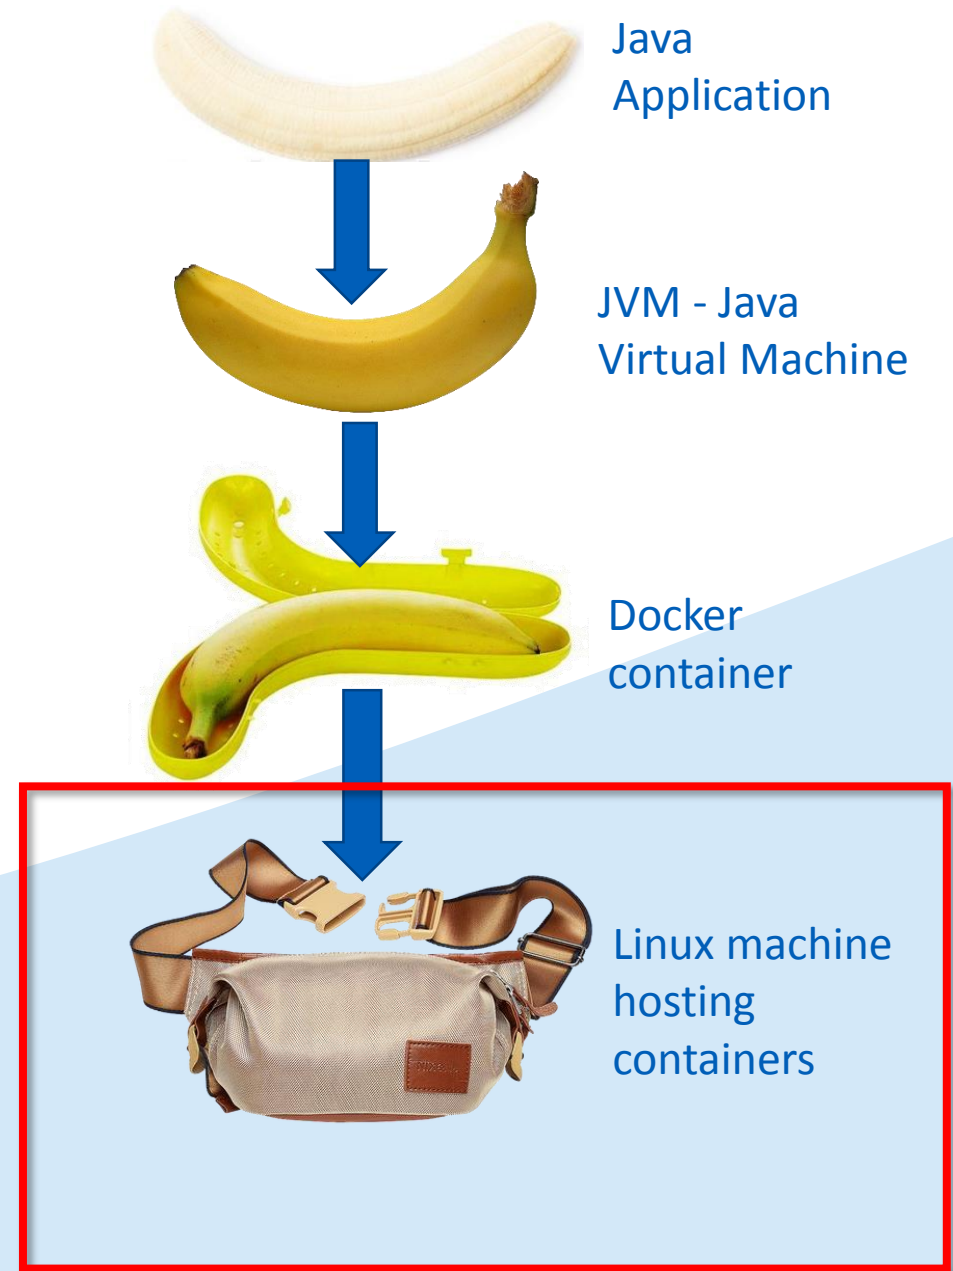 Java
Application
JVM - Java
Virtual Machine
Docker
container
Linux machine
hosting
containers